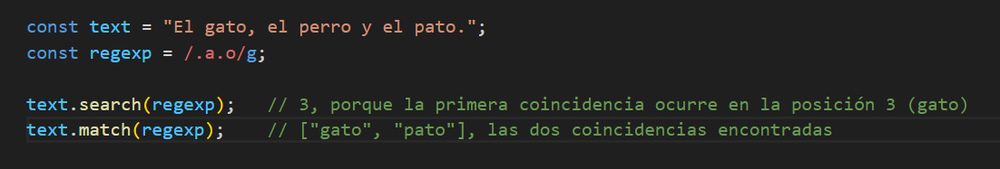 const text = "El gato, el perro y el pato.";
const regexp = /.a.o/g;
text.search(regexp);   // 3, porque la primera coincidencia ocurre en la posición 3 (gato)
text.match(regexp);    // ["gato", "pato"], las dos coincidencias encontradas